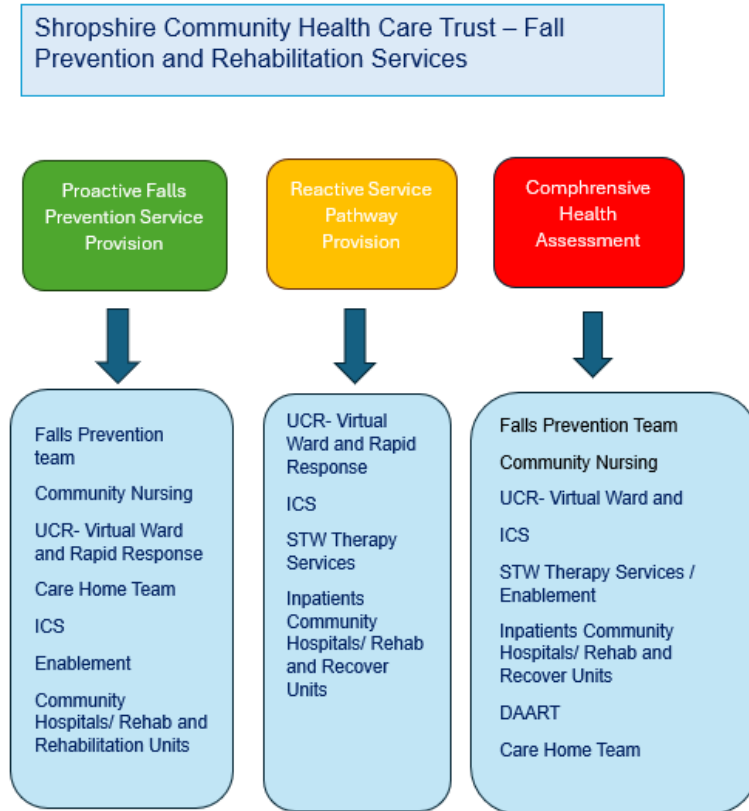 Shropshire Community Health Care Trust – Fall
Prevention and Rehabilitation Services
Proactive Falls
Prevention Service
Provision
Reactive Service
Pathway
Provision
Comphrensive
Health
Assessment
Falls Prevention
team
Community Nursing
UCR- Virtual Ward
and Rapid Response
Care Home Team
ICS
Enablement
Community
Hospitals/ Rehab and
Rehabilitation Units
UCR- Virtual
Ward and Rapid
Response
ICS
STW Therapy
Services
Inpatients
Community
Hospitals/ Rehab
and Recover
Units
Falls Prevention Team
Community Nursing
UCR- Virtual Ward and
ICS
STW Therapy Services /
Enablement
Inpatients Community
Hospitals/ Rehab and
Recover Units
DAART
Care Home Team